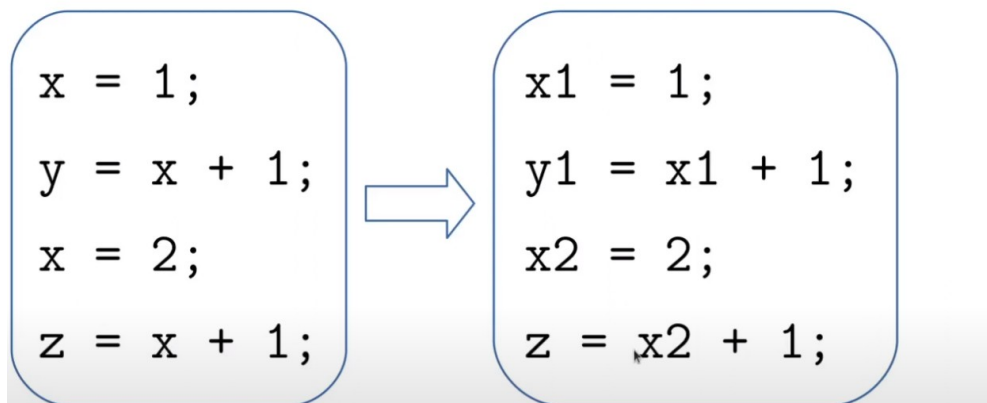 x = 1;
y = x + 1;
x = 2;
z = x + 1;
x1 = 1;
y1 = x1 + 1;
x2 = 2;
z = x2 + 1;